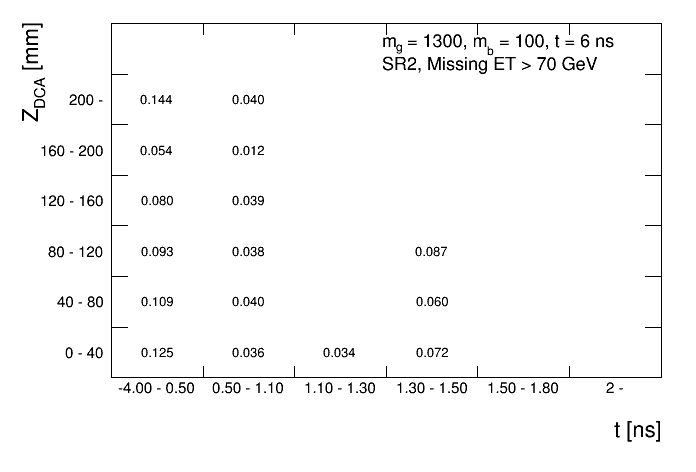 Z_DCA [mm]
m_g = 1300, m_b = 100, t = 6 ns
SR2, Missing ET > 70 GeV
200 - 0.144 0.040
160 - 200 0.054 0.012
120 - 160 0.080 0.039
80 - 120 0.093 0.038 0.087
40 - 80 0.109 0.040 0.060
0 - 40 0.125 0.036 0.034 0.072
-4.00 - 0.50 0.50 - 1.10 1.10 - 1.30 1.30 - 1.50 1.50 - 1.80 2 -
t [ns]